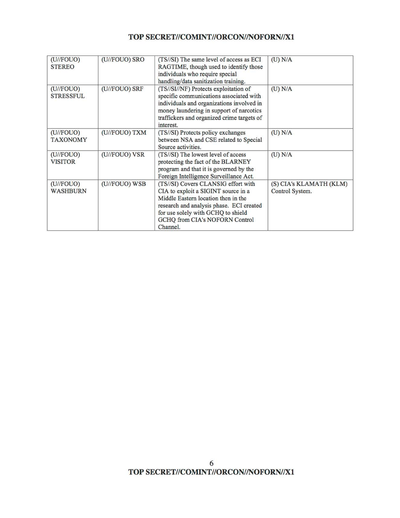 TOP SECRET//COMINT//ORCON//NOFORN//X1
(U//FOUO)
STEREO
(U//FOUO) SRO
(TS//SI) The same level of access as ECI
RAGTIME, though used to identify those
individuals who require special
handling/data sanitization training.
(U) N/A
(U//FOUO)
STRESSFUL
(U//FOUO) SRF
(TS//SI//NF) Protects exploitation of
specific communications associated with
individuals and organizations involved in
money laundering in support of narcotics
traffickers and organized crime targets of
interest.
(U) N/A
(U//FOUO)
TAXONOMY
(U//FOUO) TXM
(TS//SI) Protects policy exchanges
between NSA and CSE related to Special
Source activities.
(U) N/A
(U//FOUO)
VISITOR
(U//FOUO) VSR
(TS//SI) The lowest level of access
protecting the fact of the BLARNEY
program and that it is governed by the
Foreign Intelligence Surveillance Act.
(U) N/A
(U//FOUO)
WASHBURN
(U//FOUO) WSB
(TS//SI) Covers CLANSIG effort with
CIA to exploit a SIGINT source in a
Middle Eastern location then in the
research and analysis phase. ECI created
for use solely with GCHQ to shield
GCHQ from CIA's NOFORN Control
Channel.
(S) CIA's KLAMATH (KLM)
Control System.
6
TOP SECRET//COMINT//ORCON//NOFORN//X1